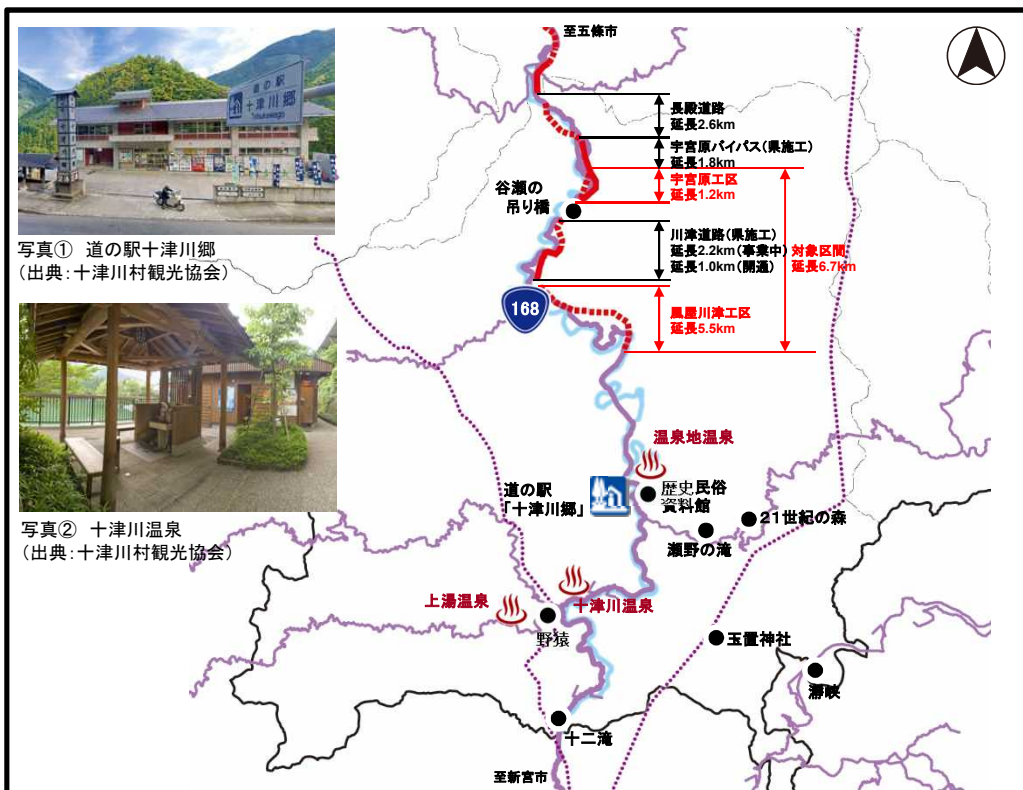 道の駅
十津川郷
写真① 道の駅十津川郷
(出典:十津川村観光協会)
写真② 十津川温泉
(出典:十津川村観光協会)
至五條市
長殿道路
延長2.6km
宇宮原バイパス(県施工)
延長1.8km
宇宮原工区
延長1.2km
谷瀬の
吊り橋
川津道路(県施工)
延長2.2km(事業中)
延長1.0km(開通)
対象区間
延長6.7km
168
風屋川津工区
延長5.5km
温泉地温泉
道の駅
「十津川郷」
歴史民俗
資料館
21世紀の森
瀬野の滝
上湯温泉
十津川温泉
野猿
玉置神社
瀞峡
十二滝
至新宮市